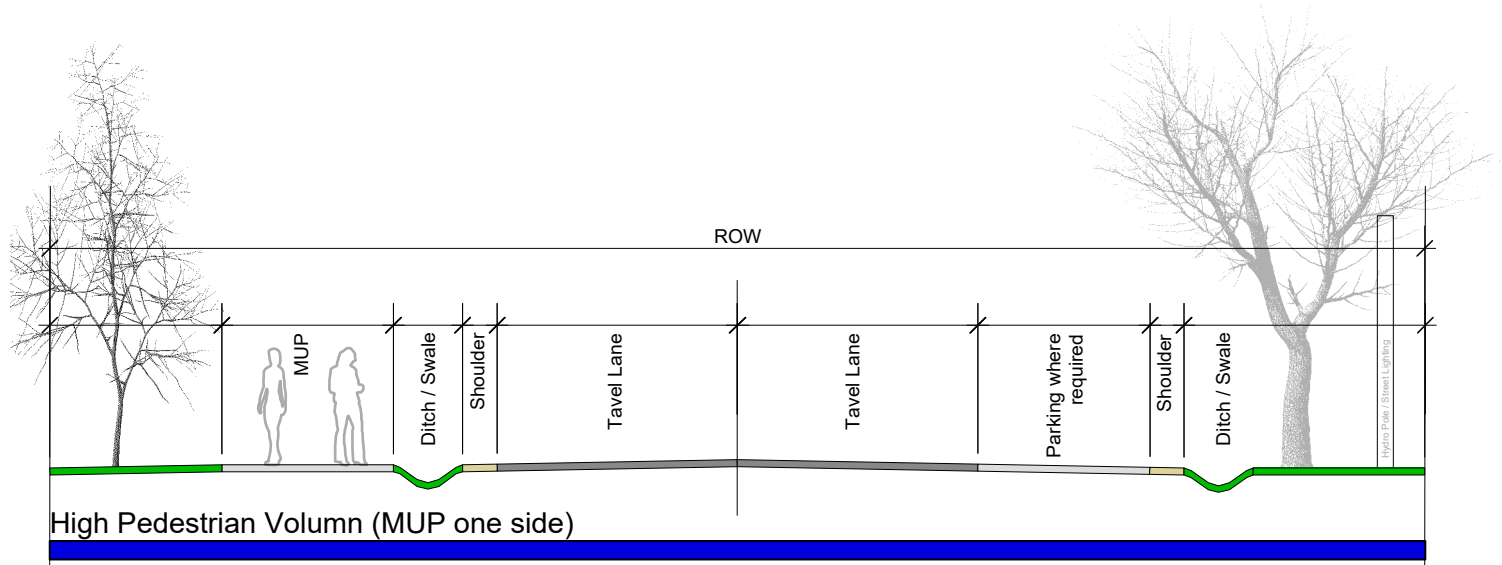 ROW
MUP
Ditch / Swale
Shoulder
Tavel Lane
Tavel Lane
Parking where
required
Shoulder
Ditch / Swale
Hydro Pole / Street Lighting
High Pedestrian Volumn (MUP one side)